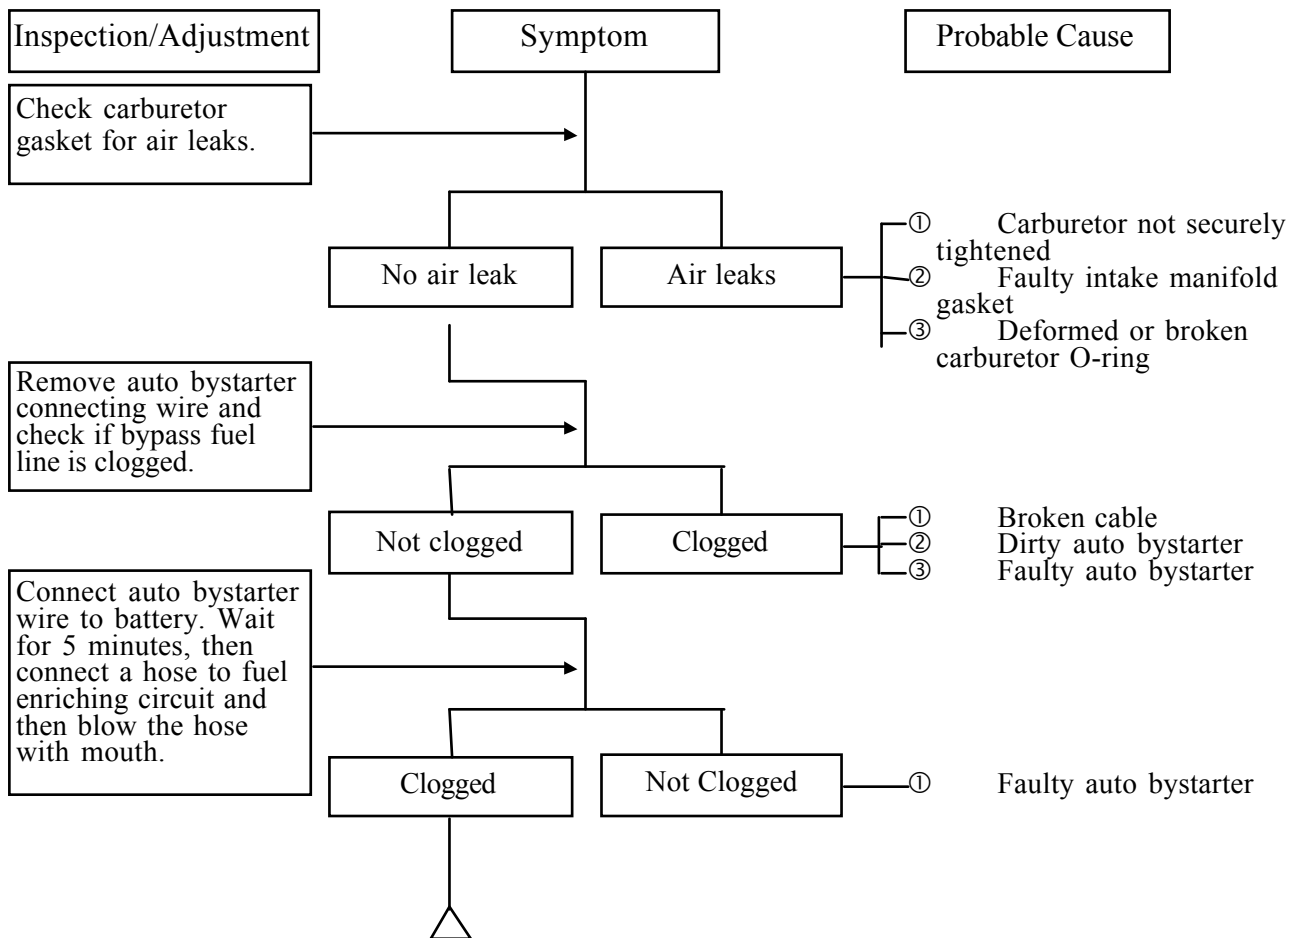 Inspection/Adjustment
Symptom
Probable Cause
Check carburetor
gasket for air leaks.
No air leak
Air leaks
① Carburetor not securely
tightened
② Faulty intake manifold
gasket
③ Deformed or broken
carburetor O-ring
Remove auto bystarter
connecting wire and
check if bypass fuel
line is clogged.
Not clogged
Clogged
① Broken cable
② Dirty auto bystarter
③ Faulty auto bystarter
Connect auto bystarter
wire to battery. Wait
for 5 minutes, then
connect a hose to fuel
enriching circuit and
then blow the hose
with mouth.
Clogged
Not Clogged
① Faulty auto bystarter